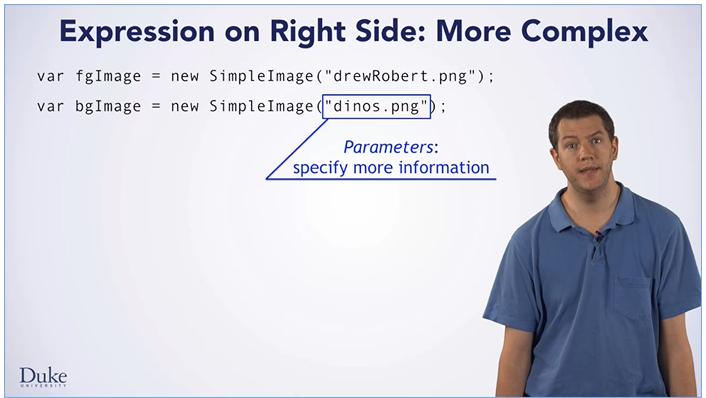 Expression on Right Side: More Complex
var fgImage = new SimpleImage("drewRobert.png");
var bgImage = new SimpleImage("dinos.png");
Parameters:
specify more information
Duke
UNIVERSITY